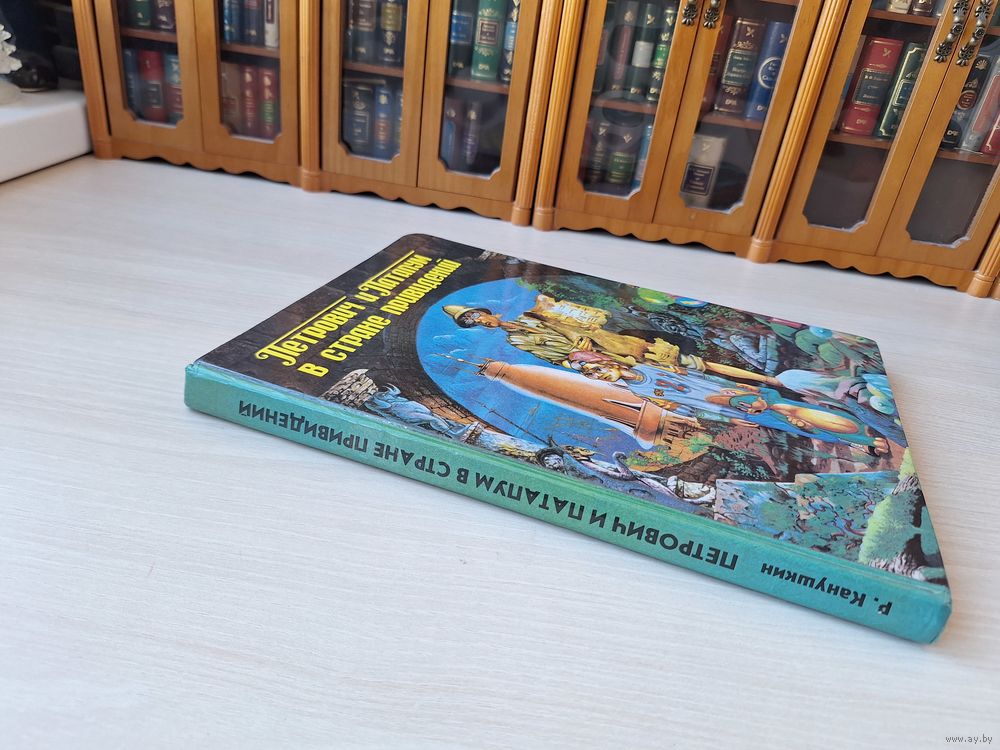 Петрович и Патапум
в стране привидений
Р. Канушкин ПЕТРОВИЧ И ПАТАПУМ В СТРАНЕ ПРИВИДЕНИЙ
www.ay.by